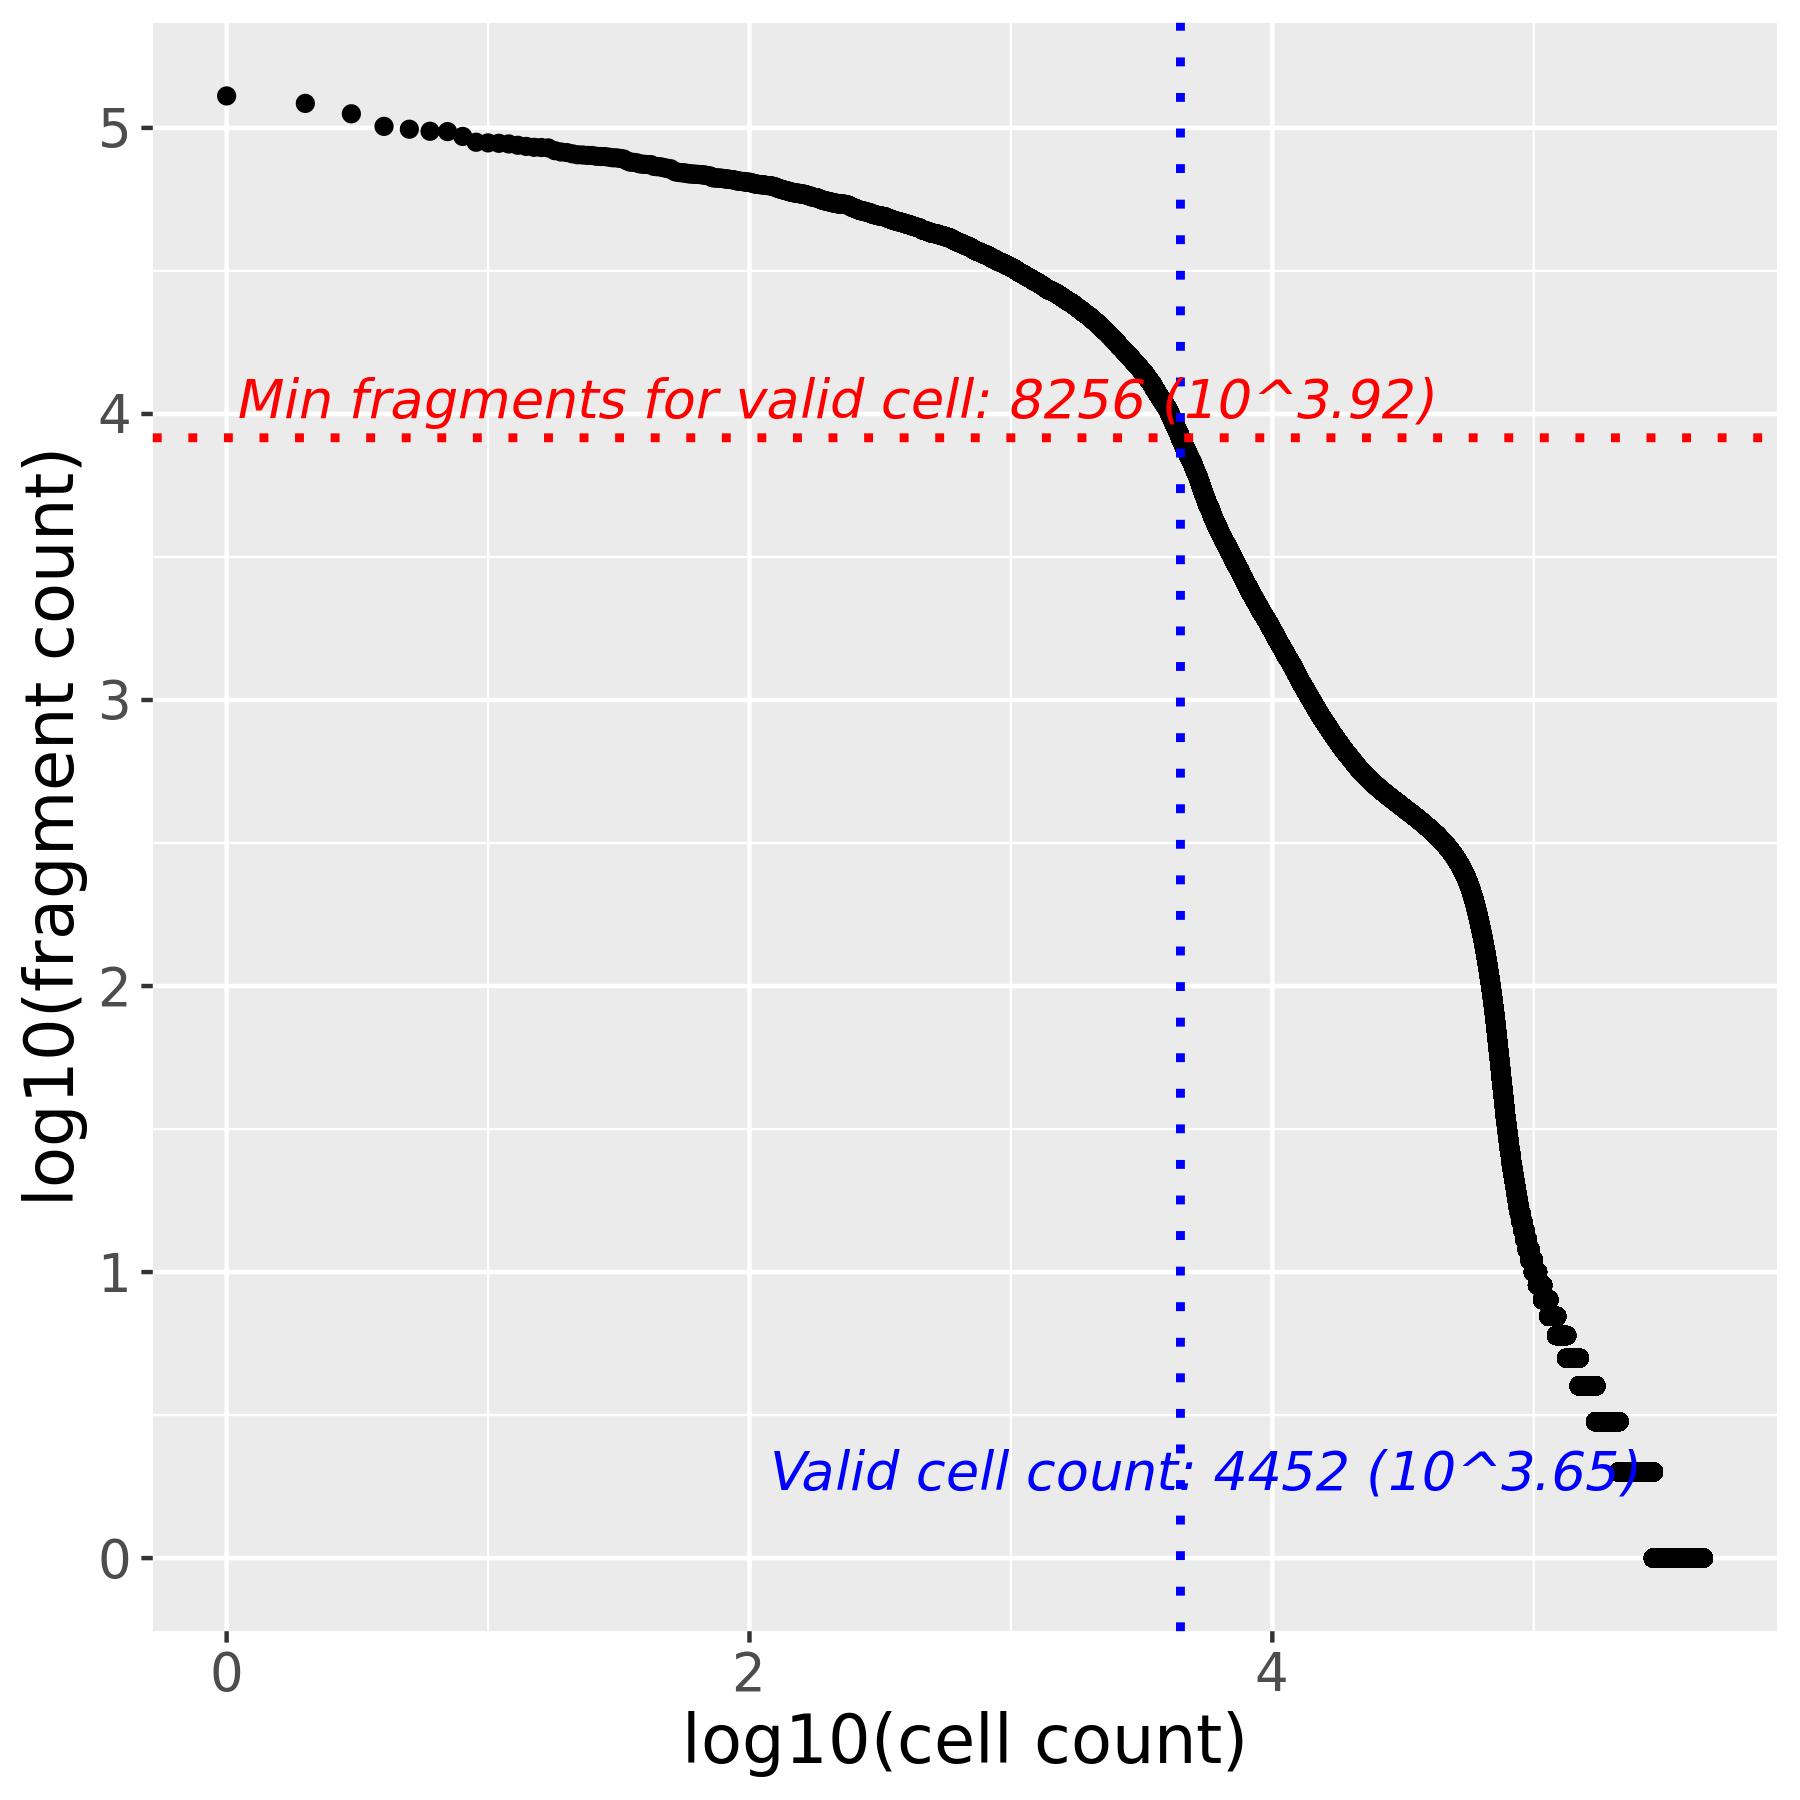 5
4
3
2
1
0
log10(fragment count)
Min fragments for valid cell: 8256 (10^3.92)
Valid cell count: 4452 (10^3.65)
0
2
4
log10(cell count)